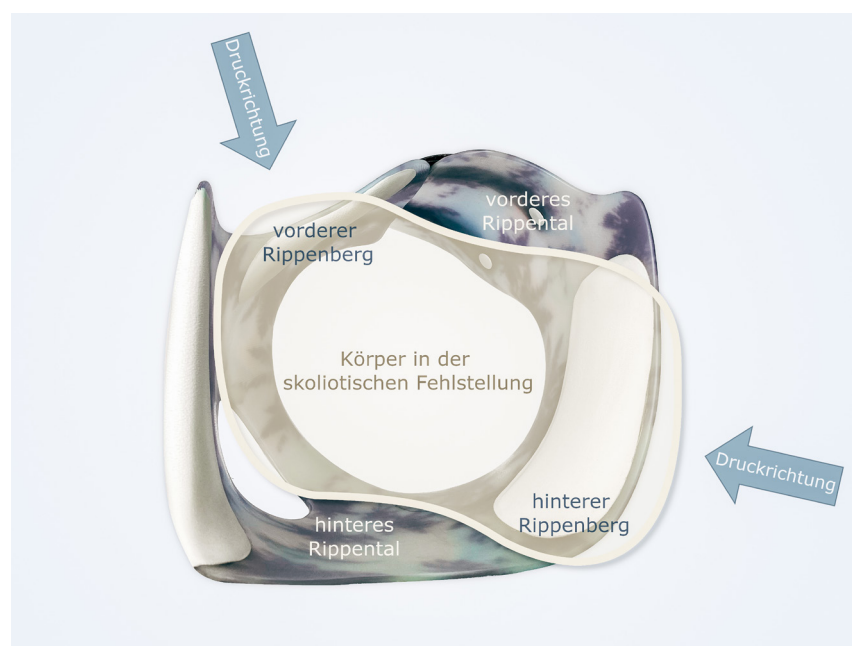 Druckrichtung
vorderes
Rippental
vorderer
Rippenberg
Körper in der
skoliotischen Fehlstellung
Druckrichtung
hinterer
Rippenberg
hinteres
Rippental